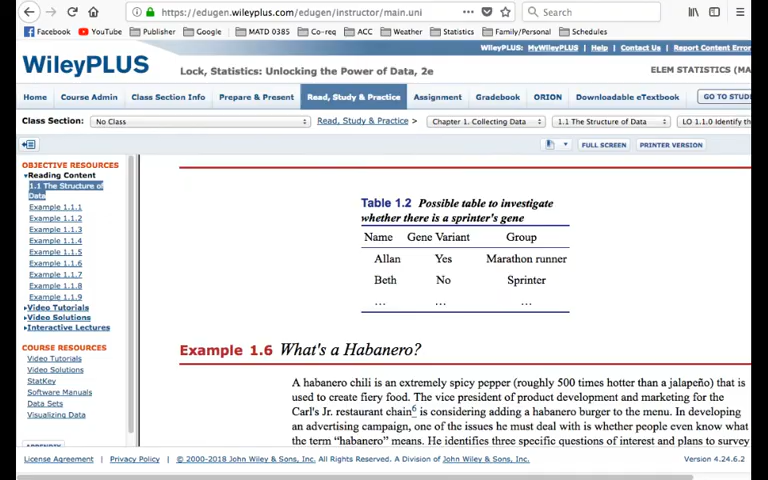 https://edugen.wileyplus.com/edugen/instructor/main.uni
Search
Facebook YouTube Publisher Google MATD 0385 Co-req ACC Weather Statistics Family/Personal Schedules
WileyPLUS: MyWileyPLUS | Help | Contact Us | Report Content Error
WileyPLUS
Lock, Statistics: Unlocking the Power of Data, 2e
ELEM STATISTICS (MA
Home Course Admin Class Section Info Prepare & Present Read, Study & Practice Assignment Gradebook ORION Downloadable eTextbook GO TO STUD
Class Section: No Class Read, Study & Practice > Chapter 1. Collecting Data 1.1 The Structure of Data LO 1.1.0 Identify th
FULL SCREEN PRINTER VERSION
OBJECTIVE RESOURCES
Reading Content
1.1 The Structure of
Data
Example 1.1.1
Example 1.1.2
Example 1.1.3
Example 1.1.4
Example 1.1.5
Example 1.1.6
Example 1.1.7
Example 1.1.8
Example 1.1.9
Video Tutorials
Video Solutions
Interactive Lectures
COURSE RESOURCES
Video Tutorials
Video Solutions
StatKey
Software Manuals
Data Sets
Visualizing Data
Table 1.2 Possible table to investigate
whether there is a sprinter's gene
Name Gene Variant Group
Allan Yes Marathon runner
Beth No Sprinter
… … …
Example 1.6 What's a Habanero?
A habanero chili is an extremely spicy pepper (roughly 500 times hotter than a jalapeño) that is
used to create fiery food. The vice president of product development and marketing for the
Carl's Jr. restaurant chain6 is considering adding a habanero burger to the menu. In developing
an advertising campaign, one of the issues he must deal with is whether people even know what
the term “habanero” means. He identifies three specific questions of interest and plans to survey
License Agreement | Privacy Policy | © 2000-2018 John Wiley & Sons, Inc. All Rights Reserved. A Division of John Wiley & Sons, Inc.
Version 4.24.6.2